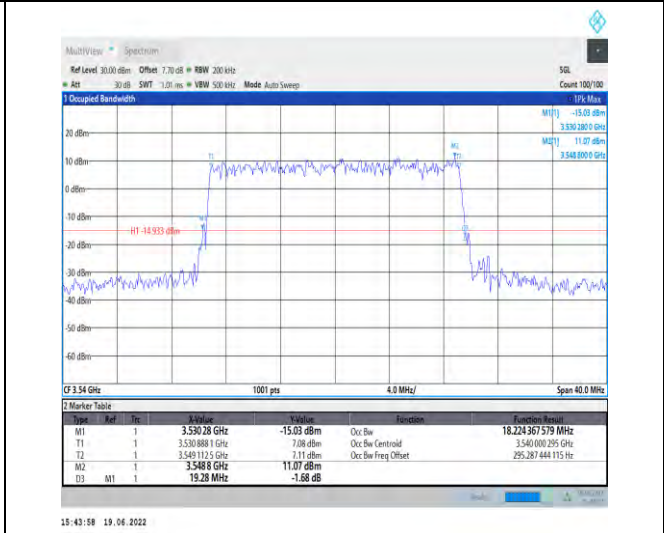 MultiView Spectrum
Ref Level 30.00 dBm Offset 7.70 dB RBW 200 kHz SGL
Att 30 dB SWT 1.01 ms VBW 500 kHz Mode Auto Sweep Count 100/100
1 Occupied Bandwidth 1Pk Max
M1[1] -15.03 dBm
3.530 280 0 GHz
M2[1] 11.07 dBm
3.548 800 0 GHz
20 dBm
M2
T1 T2
10 dBm
0 dBm
-10 dBm
H1 -14.933 dBm
-20 dBm
-30 dBm
-40 dBm
-50 dBm
-60 dBm
CF 3.54 GHz 1001 pts 4.0 MHz/ Span 40.0 MHz
2 Marker Table
Type Ref Trc X-Value Y-Value Function Function Result
M1 1 3.530 28 GHz -15.03 dBm Occ Bw 18.224 367 579 MHz
T1 1 3.530 888 1 GHz 7.08 dBm Occ Bw Centroid 3.540 000 295 GHz
T2 1 3.549 112 5 GHz 7.11 dBm Occ Bw Freq Offset 295.287 444 115 Hz
M2 1 3.548 8 GHz 11.07 dBm
D3 M1 1 19.28 MHz -1.68 dB
15:43:58 19.06.2022